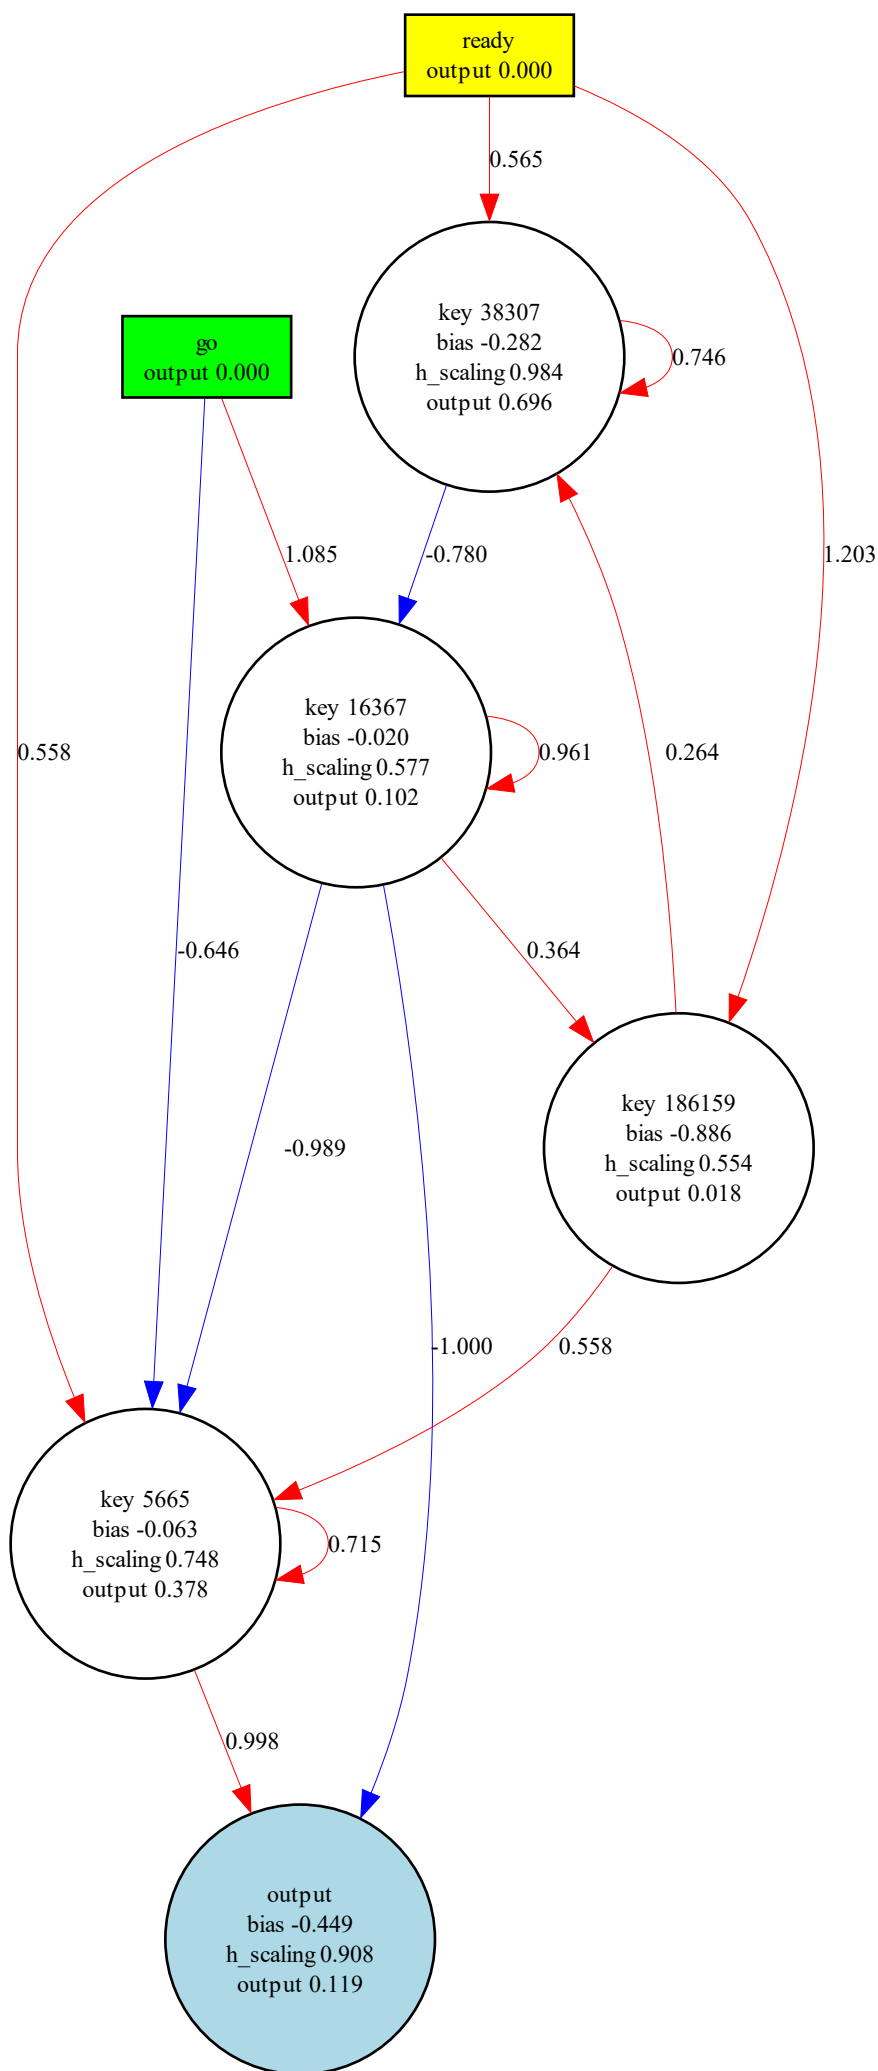 ready
output 0.000
0.565
go
output 0.000
key 38307
bias -0.282
h_scaling 0.984
output 0.696
0.746
1.085
-0.780
1.203
key 16367
bias -0.020
h_scaling 0.577
output 0.102
0.558
0.961
0.264
-0.646
0.364
key 186159
bias -0.886
h_scaling 0.554
output 0.018
-0.989
-1.000
0.558
key 5665
bias -0.063
h_scaling 0.748
output 0.378
0.715
0.998
output
bias -0.449
h_scaling 0.908
output 0.119